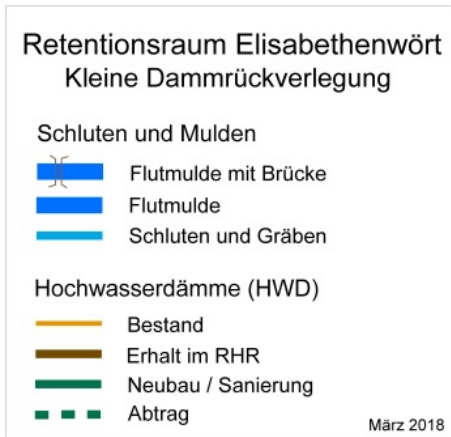 Retentionsraum Elisabethenwört
Kleine Dammrückverlegung
Schluten und Mulden
Flutmulde mit Brücke
Flutmulde
Schluten und Gräben
Hochwasserdämme (HWD)
Bestand
Erhalt im RHR
Neubau / Sanierung
Abtrag
März 2018